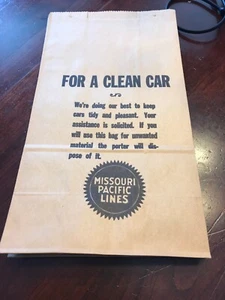 FOR A CLEAN CAR
We're doing our best to keep
cars tidy and pleasant. Your
assistance is solicited. If you
will use this bag for unwanted
material the porter will dis-
pose of it.
MISSOURI
PACIFIC
LINES